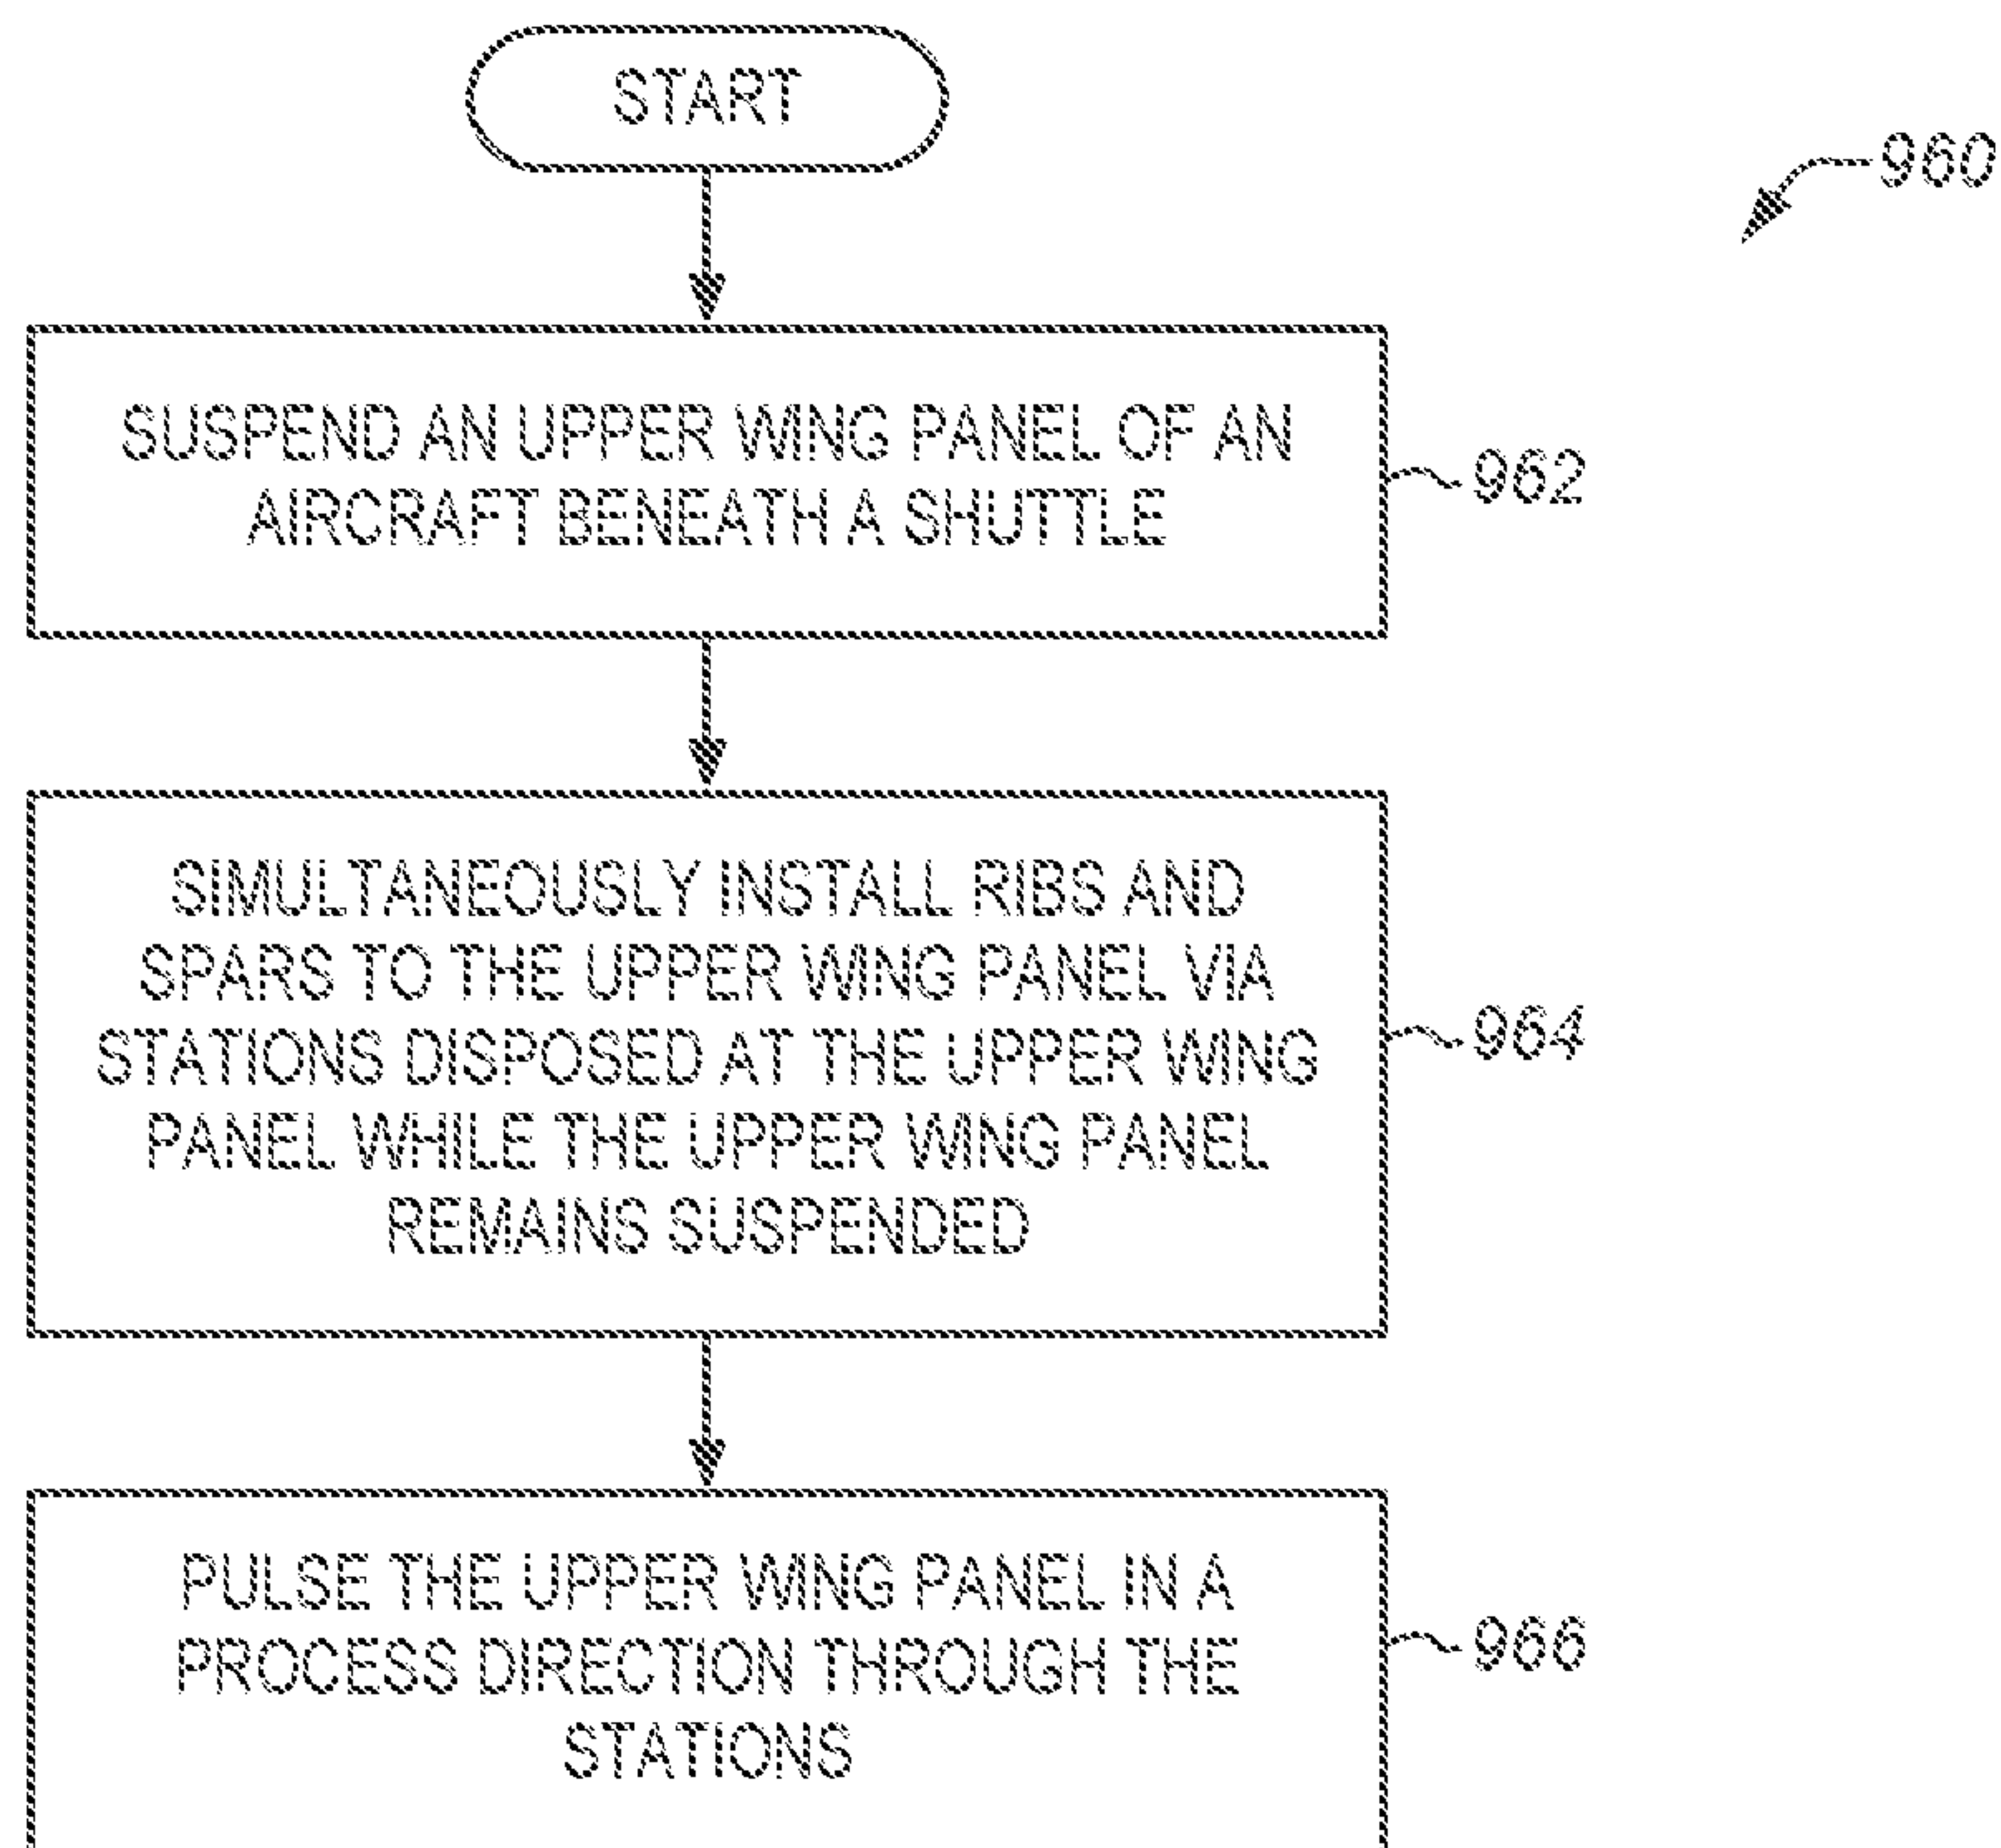 START
960
SUSPEND AN UPPER WING PANEL OF AN
AIRCRAFT BENEATH A SHUTTLE
962
SIMULTANEOUSLY INSTALL RIBS AND
SPARS TO THE UPPER WING PANEL VIA
STATIONS DISPOSED AT THE UPPER WING
PANEL WHILE THE UPPER WING PANEL
REMAINS SUSPENDED
964
PULSE THE UPPER WING PANEL IN A
PROCESS DIRECTION THROUGH THE
STATIONS
966